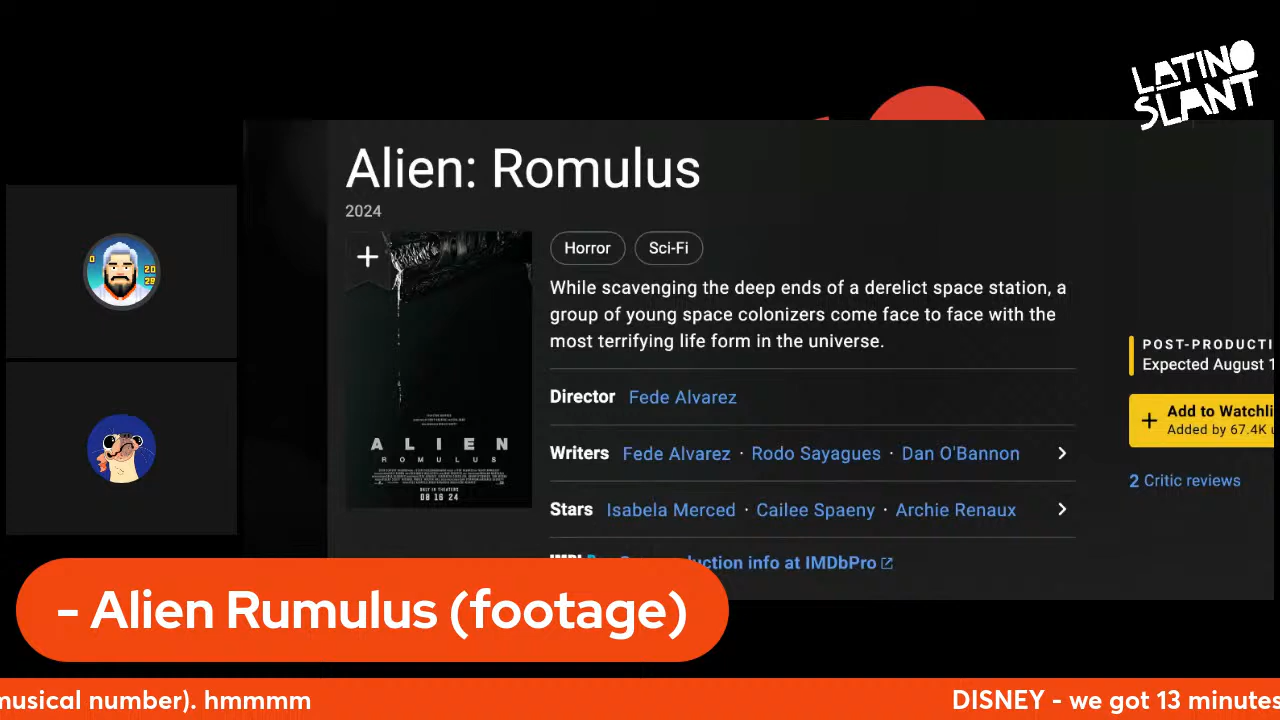 LATINO
SLANT
Alien: Romulus
2024
Horror
Sci-Fi
While scavenging the deep ends of a derelict space station, a
group of young space colonizers come face to face with the
most terrifying life form in the universe.
POST-PRODUCTI
Expected August 1
Director Fede Alvarez
Add to Watchli
Added by 67.4K u
Writers Fede Alvarez · Rodo Sayagues · Dan O'Bannon
2 Critic reviews
Stars Isabela Merced · Cailee Spaeny · Archie Renaux
ALIEN
ROMULUS
08 16 24
0
20
29
uction info at IMDbPro
- Alien Rumulus (footage)
musical number). hmmmm
DISNEY - we got 13 minutes